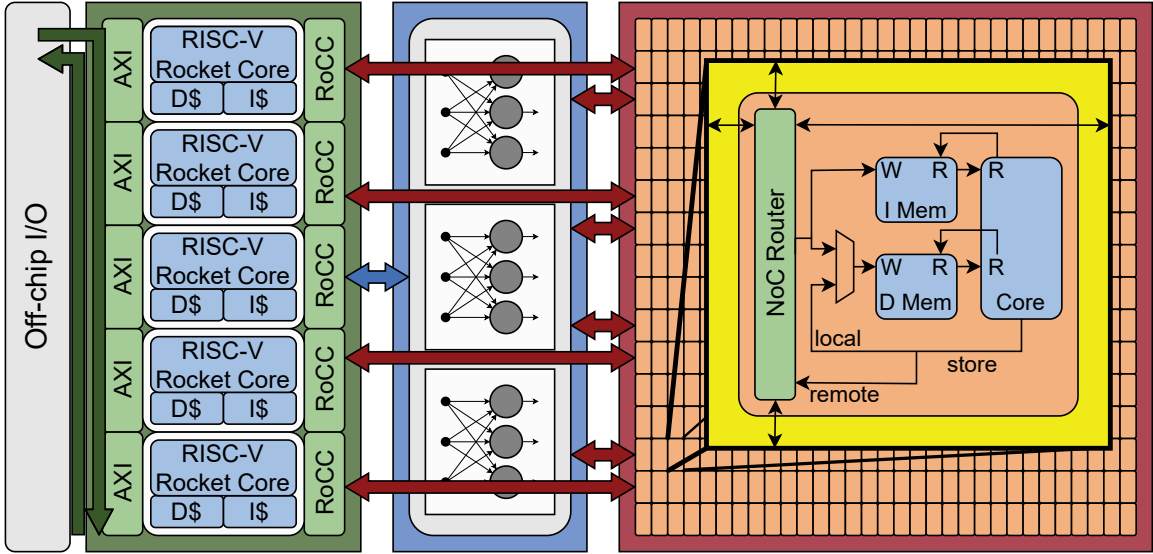 Off-chip I/O
AXI
RISC-V
Rocket Core
D$ I$
RoCC
AXI
RISC-V
Rocket Core
D$ I$
RoCC
AXI
RISC-V
Rocket Core
D$ I$
RoCC
AXI
RISC-V
Rocket Core
D$ I$
RoCC
AXI
RISC-V
Rocket Core
D$ I$
RoCC
NoC Router
W R
I Mem
R
W R
D Mem
R
Core
local
store
remote